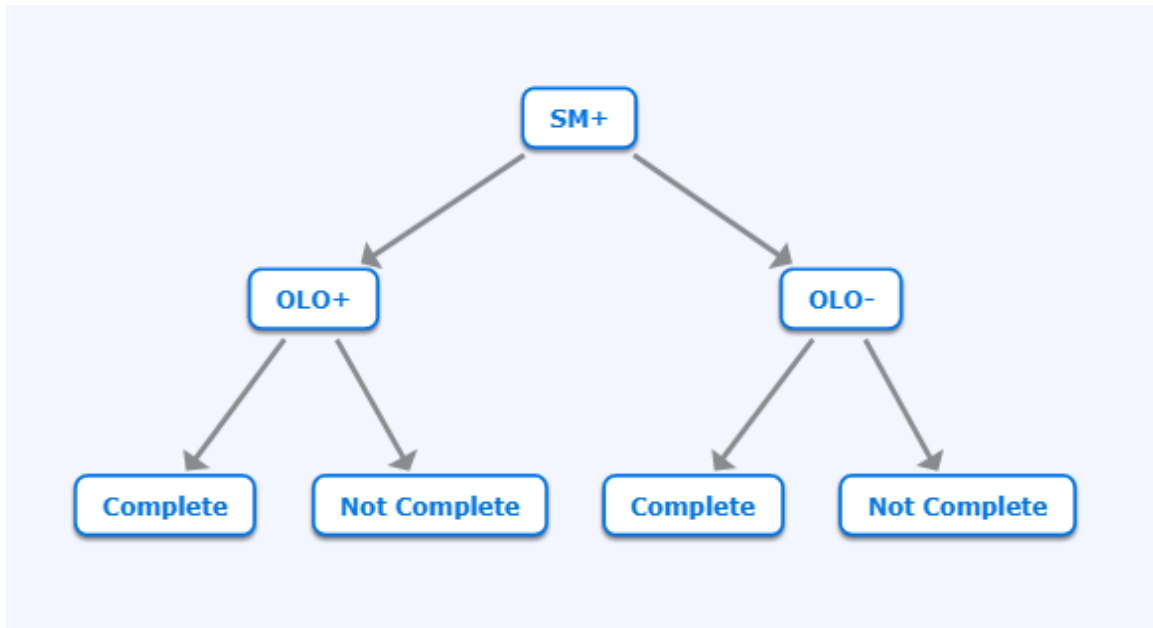 SM+
OLO+
OLO-
Complete
Not Complete
Complete
Not Complete